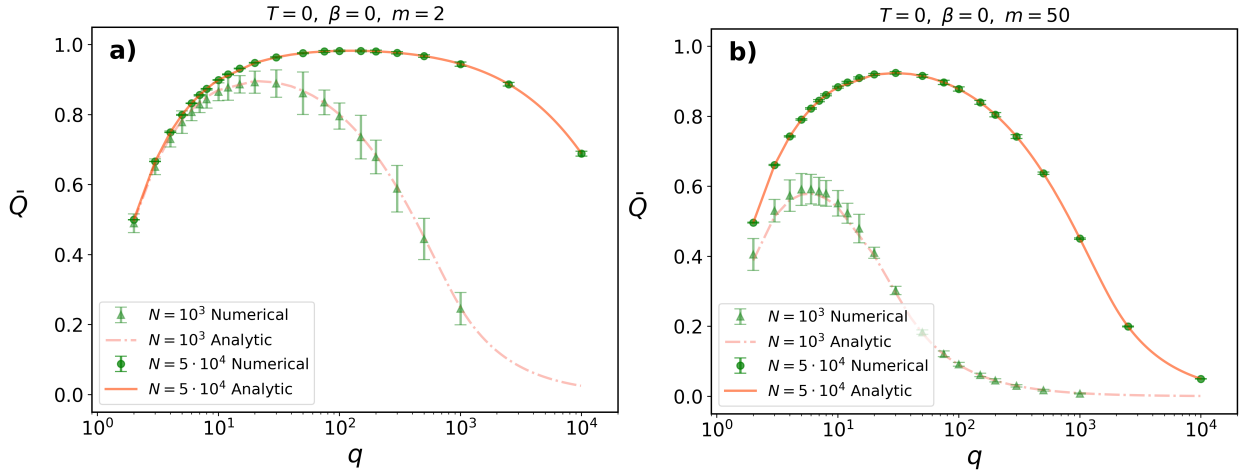 T = 0, β = 0, m = 2
a)
1.0
0.8
0.6
0.4
0.2
0.0
Q̄
N = 10³ Numerical
N = 10³ Analytic
N = 5 · 10⁴ Numerical
N = 5 · 10⁴ Analytic
10⁰ 10¹ 10² 10³ 10⁴
q
T = 0, β = 0, m = 50
b)
1.0
0.8
0.6
0.4
0.2
0.0
Q̄
N = 10³ Numerical
N = 10³ Analytic
N = 5 · 10⁴ Numerical
N = 5 · 10⁴ Analytic
10⁰ 10¹ 10² 10³ 10⁴
q